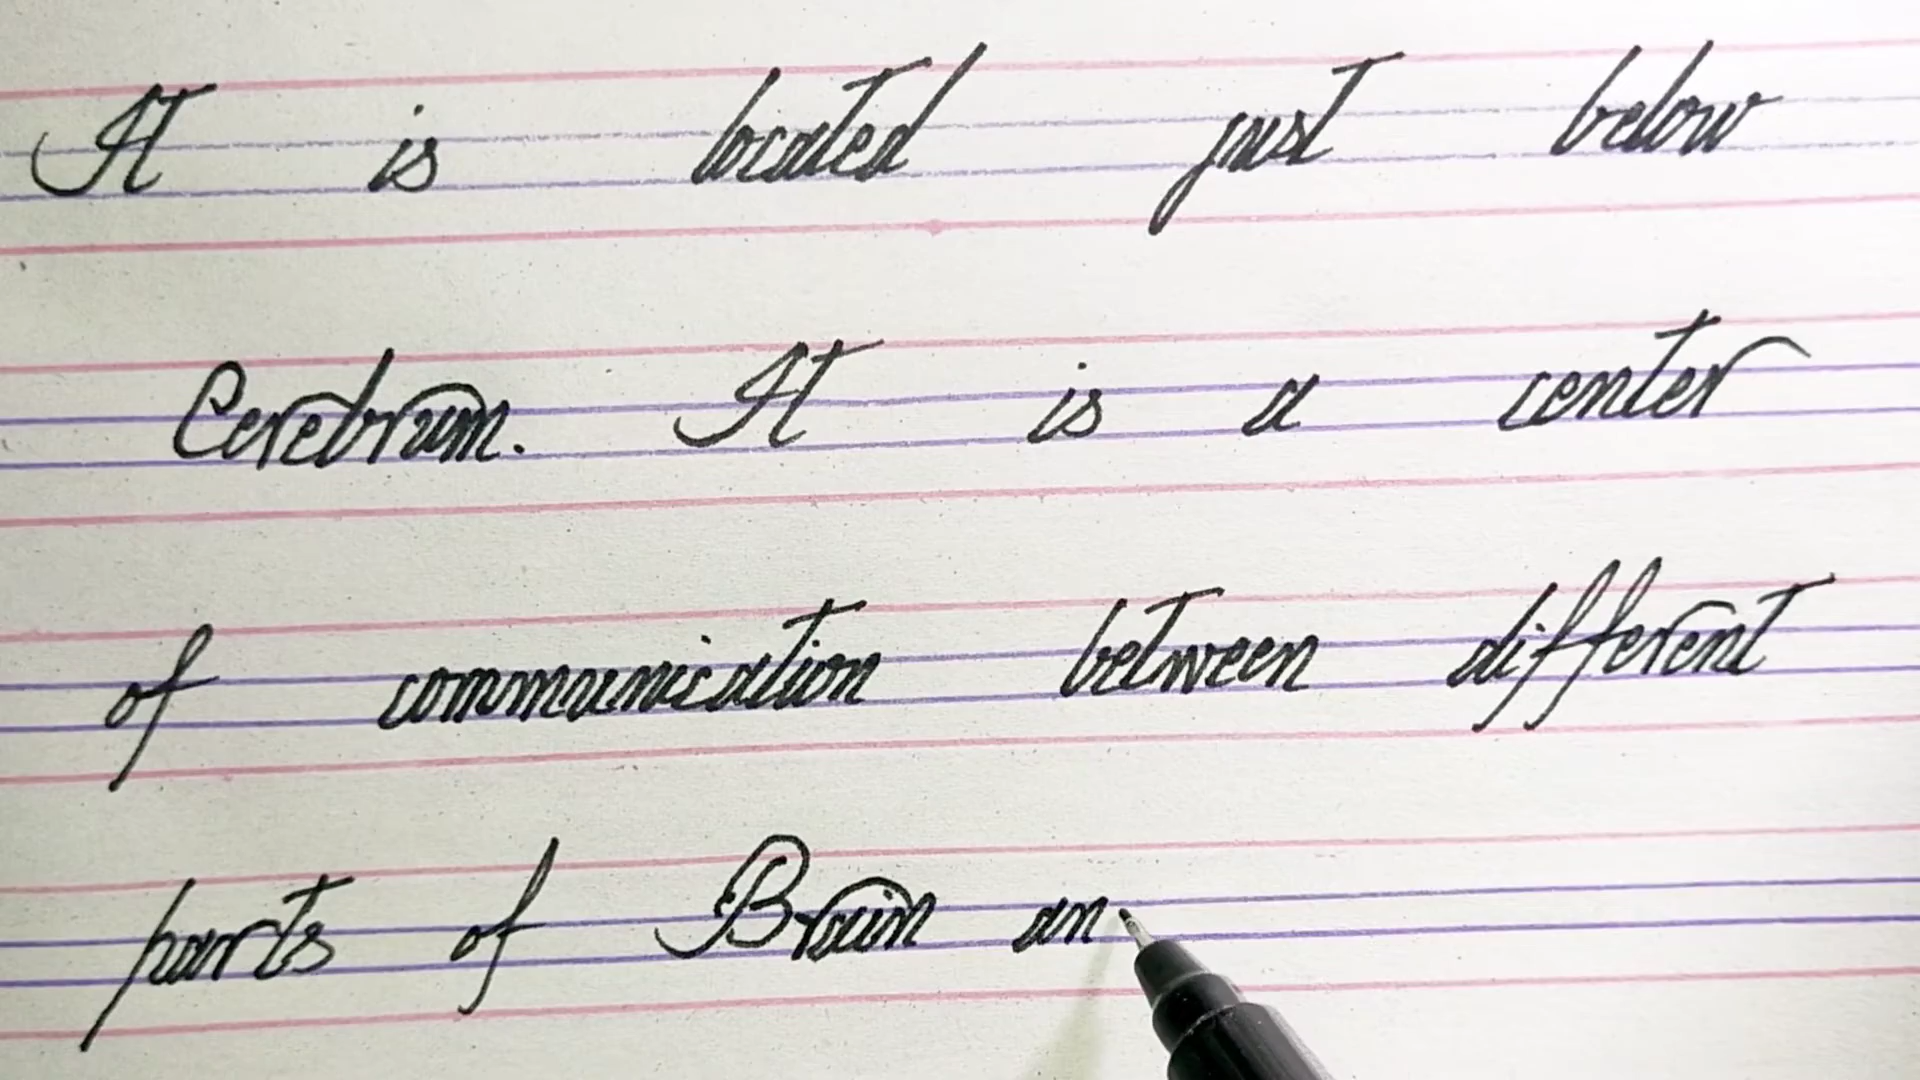 It is located just below
Cerebrum. It is a center
of communication between different
parts of Brain an